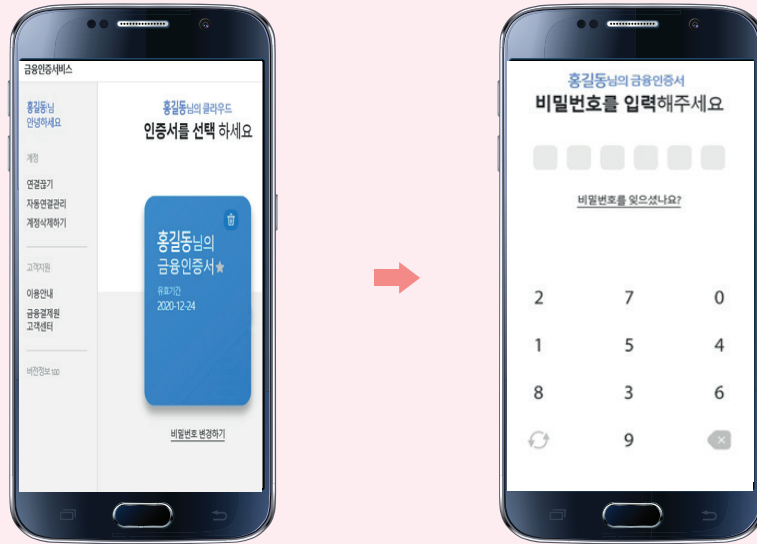 금융인증서비스
홍길동님
안녕하세요
계정
연결끊기
자동연결관리
계정삭제하기
고객지원
이용안내
금융결제원
고객센터
버전정보 1.0.0
홍길동님의 클라우드
인증서를 선택 하세요
홍길동님의
금융인증서★
유효기간
2020-12-24
비밀번호 변경하기
홍길동님의 금융인증서
비밀번호를 입력해주세요
비밀번호를 잊으셨나요?
2 7 0
1 5 4
8 3 6
9